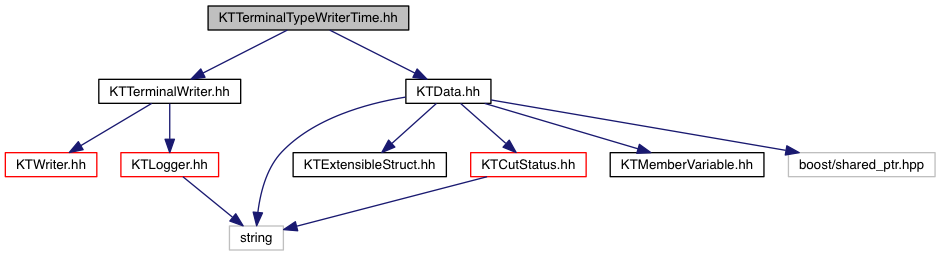 KTTerminalTypeWriterTime.hh
KTTerminalWriter.hh
KTData.hh
KTWriter.hh
KTLogger.hh
KTExtensibleStruct.hh
KTCutStatus.hh
KTMemberVariable.hh
boost/shared_ptr.hpp
string